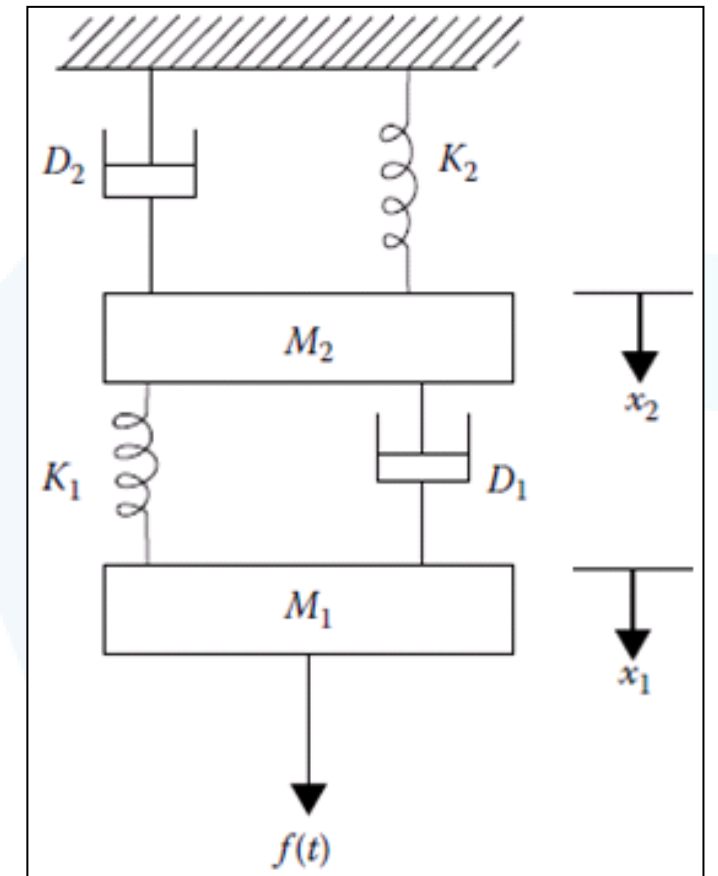 D₂
K₂
M₂
x₂
K₁
D₁
M₁
x₁
f(t)